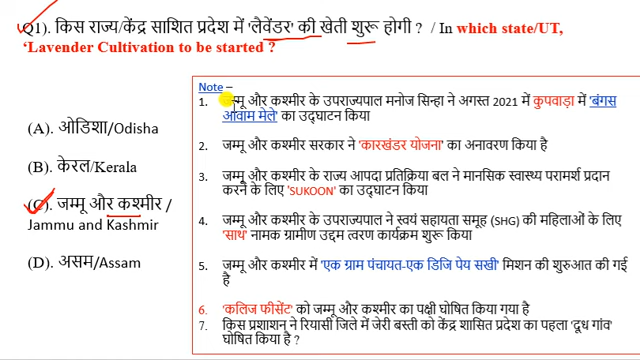 Q1). किस राज्य/केंद्र साशित प्रदेश में 'लैवेंडर' की खेती शुरू होगी ? / In which state/UT,
'Lavender Cultivation to be started ?
(A). ओडिशा/Odisha
(B). केरल/Kerala
(C). जम्मू और कश्मीर /
Jammu and Kashmir
(D). असम/Assam
Note –
1. जम्मू और कश्मीर के उपराज्यपाल मनोज सिन्हा ने अगस्त 2021 में कुपवाड़ा में 'बंगस
आवाम मेले' का उद्घाटन किया
2. जम्मू और कश्मीर सरकार ने 'कारखंडर योजना' का अनावरण किया है
3. जम्मू और कश्मीर के राज्य आपदा प्रतिक्रिया बल ने मानसिक स्वास्थ्य परामर्श प्रदान
करने के लिए 'SUKOON' का उद्घाटन किया
4. जम्मू और कश्मीर के उपराज्यपाल ने स्वयं सहायता समूह (SHG) की महिलाओं के लिए
'साथ' नामक ग्रामीण उद्दम त्वरण कार्यक्रम शुरू किया
5. जम्मू और कश्मीर में 'एक ग्राम पंचायत-एक डिजि पेय सखी' मिशन की शुरुआत की गई
है
6. 'कलिज फीसेंट' को जम्मू और कश्मीर का पक्षी घोषित किया गया है
7. किस प्रशाशन ने रियासी जिले में जेरी बस्ती को केंद्र शासित प्रदेश का पहला 'दूध गांव'
घोषित किया है ?